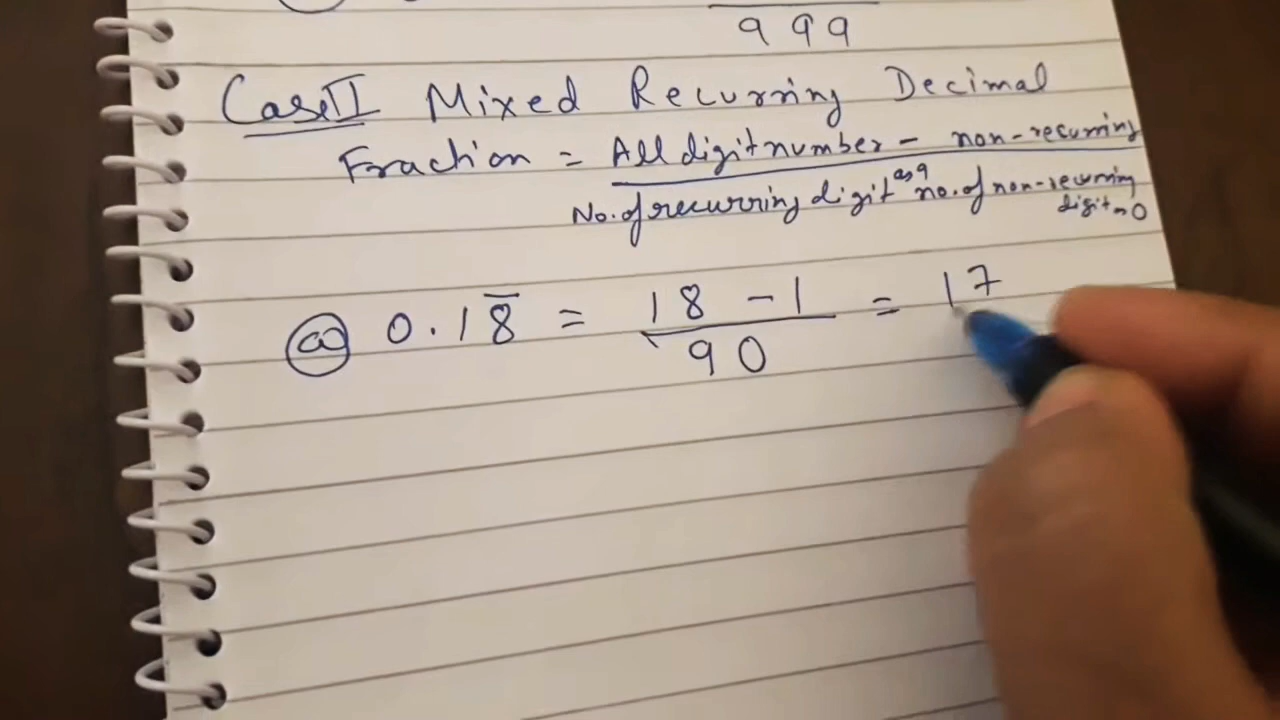 999
Case II Mixed Recurring Decimal
Fraction = All digit number - non-recurring
No. of recurring digit as 9 no. of non-recurring
digit → 0
(a) 0.18̅ = 18 - 1 = 17
90